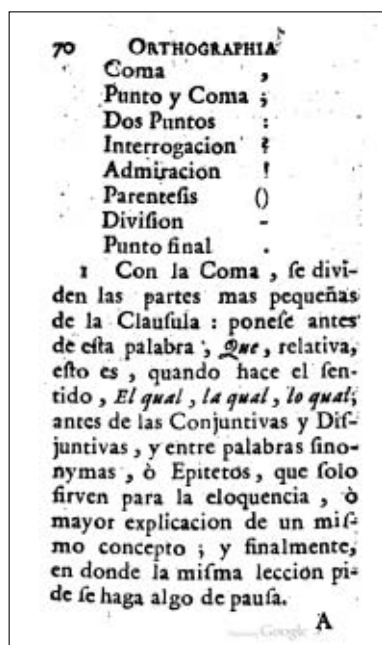 70 ORTHOGRAPHIA
Coma ,
Punto y Coma ;
Dos Puntos :
Interrogacion ?
Admiracion !
Parenteſis ()
Diviſion -
Punto final .
1 Con la Coma , ſe divi-
den las partes mas pequeñas
de la Clauſula : poneſe antes
de eſta palabra , Que, relativa,
eſto es , quando hace el ſen-
tido , El qual , la qual , lo qual;
antes de las Conjuntivas y Diſ-
juntivas , y entre palabras ſino-
nymas , ò Epitetos, que ſolo
ſirven para la eloquencia , ò
mayor explicacion de un miſ-
mo concepto ; y finalmente,
en donde la miſma lección pi-
de ſe haga algo de pauſa.
A
Google